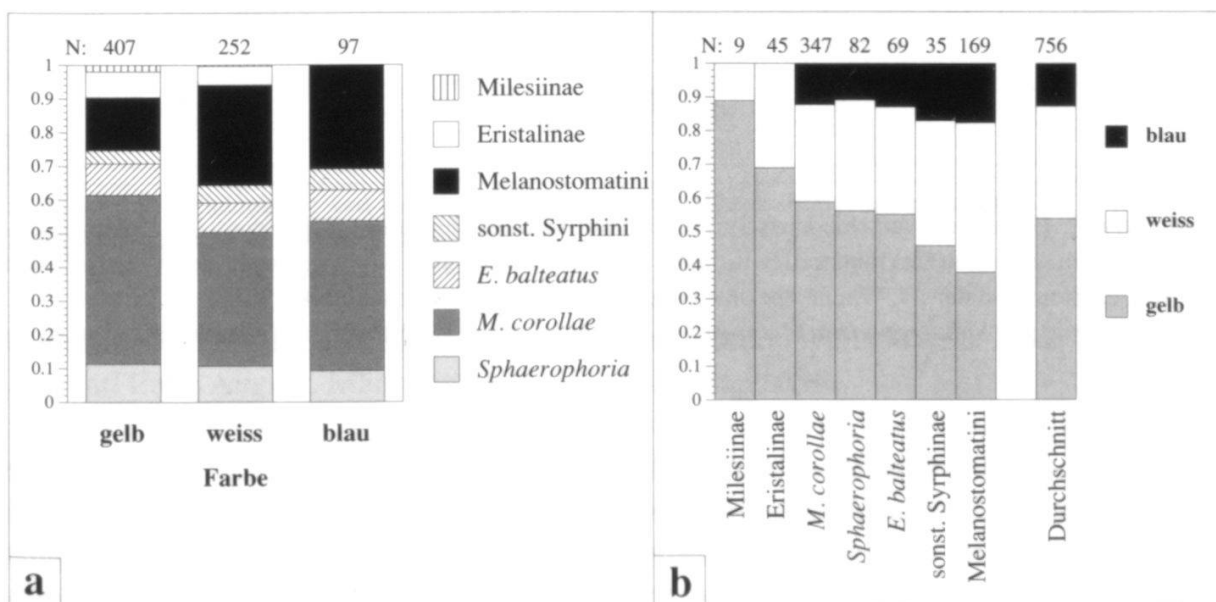 N: 407 252 97
1
0.9
0.8
0.7
0.6
0.5
0.4
0.3
0.2
0.1
0
gelb weiss blau
Farbe
Milesiinae
Eristalinae
Melanostomatini
sonst. Syrphini
E. balteatus
M. corollae
Sphaerophoria
a
N: 9 45 347 82 69 35 169 756
1
0.9
0.8
0.7
0.6
0.5
0.4
0.3
0.2
0.1
0
Milesiinae
Eristalinae
M. corollae
Sphaerophoria
E. balteatus
sonst. Syrphinae
Melanostomatini
Durchschnitt
blau
weiss
gelb
b